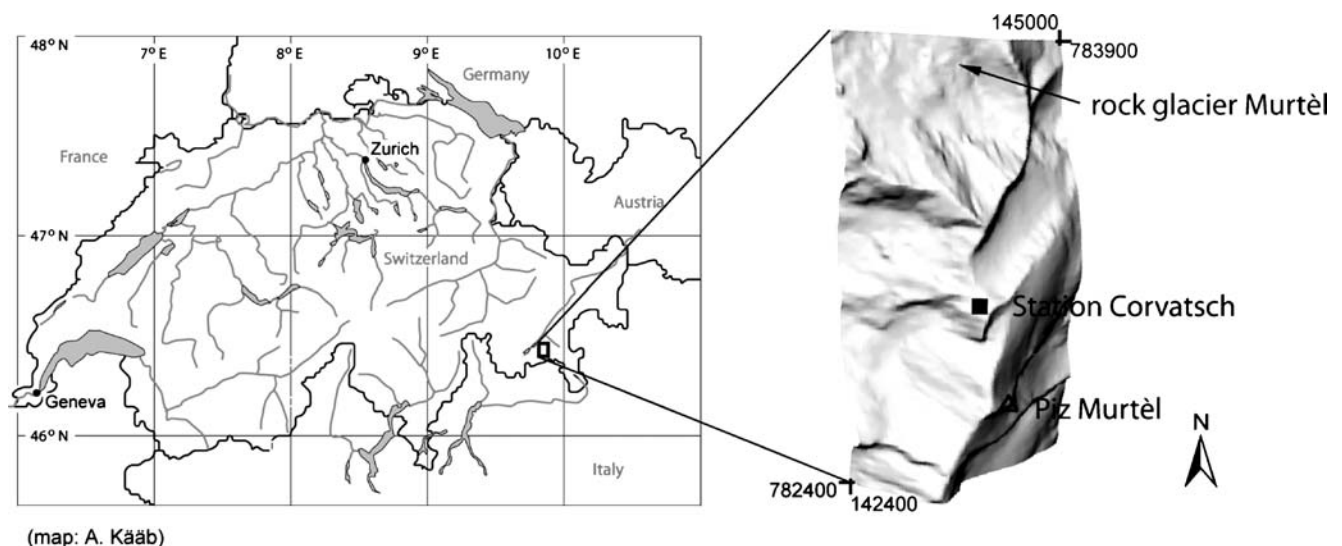 48° N
7° E
8° E
9° E
10° E
Germany
France
Zurich
Austria
47° N
Switzerland
Geneva
46° N
Italy
(map: A. Kääb)
145000
783900
rock glacier Murtèl
Station Corvatsch
Piz Murtèl
N
782400
142400